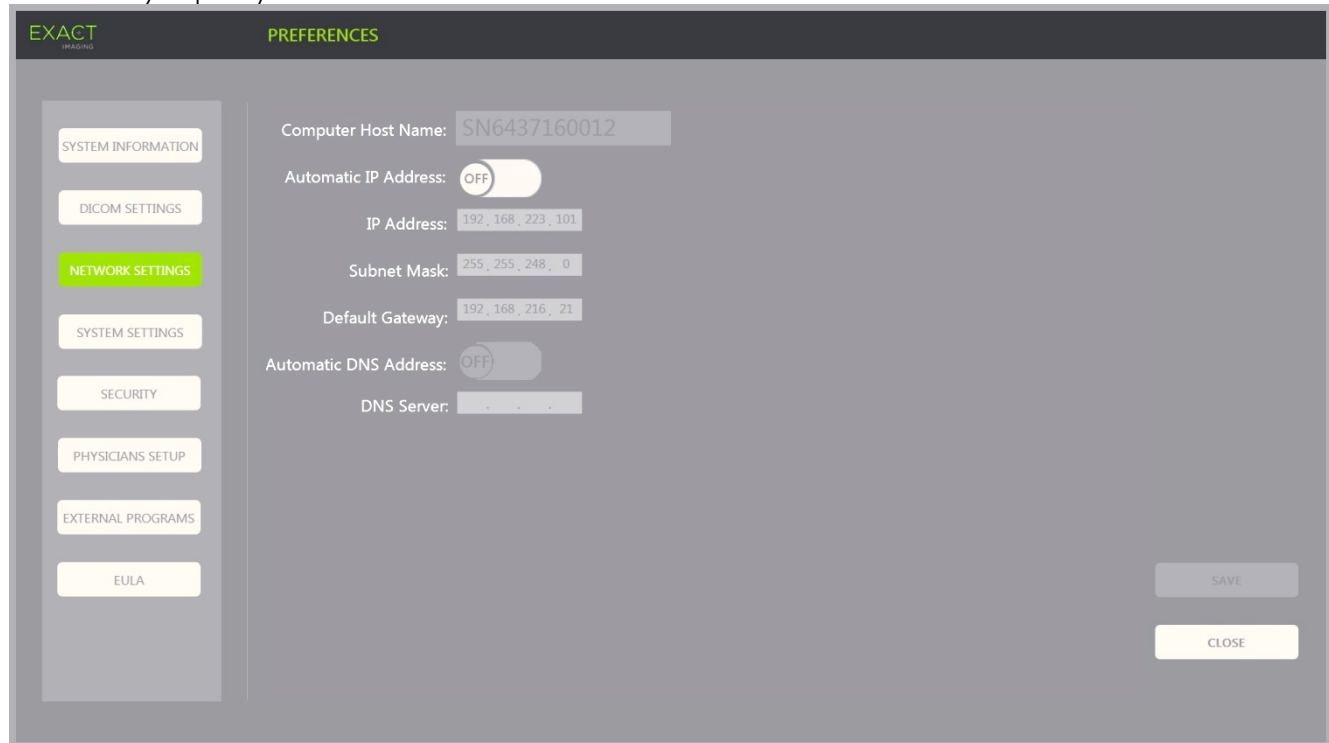 EXACT
IMAGING
PREFERENCES
SYSTEM INFORMATION
DICOM SETTINGS
NETWORK SETTINGS
SYSTEM SETTINGS
SECURITY
PHYSICIANS SETUP
EXTERNAL PROGRAMS
EULA
Computer Host Name: SN6437160012
Automatic IP Address: OFF
IP Address: 192 . 168 . 223 . 101
Subnet Mask: 255 . 255 . 248 . 0
Default Gateway: 192 . 168 . 216 . 21
Automatic DNS Address: OFF
DNS Server: . . .
SAVE
CLOSE